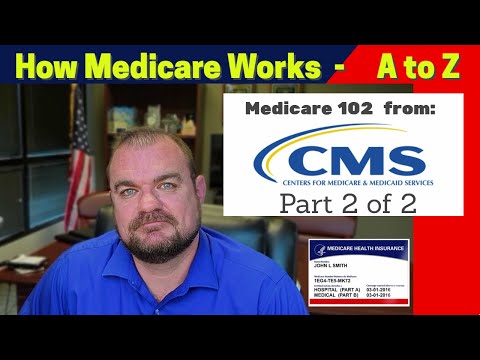 How Medicare Works - A to Z
Medicare 102 from:
CMS
CENTERS FOR MEDICARE & MEDICAID SERVICES
Part 2 of 2
MEDICARE HEALTH INSURANCE
JOHN L SMITH
1EG4-TE5-MK72
HOSPITAL (PART A) 03-01-2016
MEDICAL (PART B) 03-01-2016